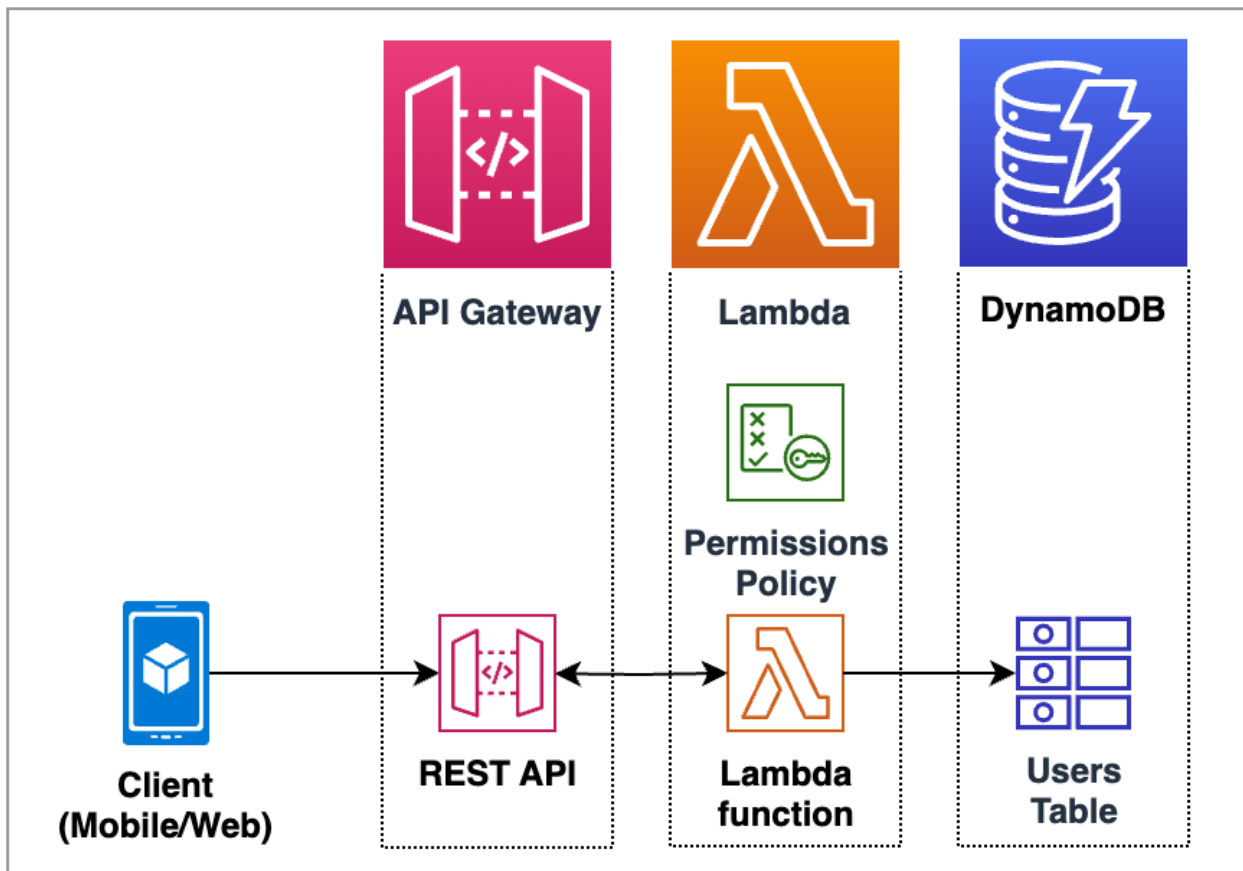 API Gateway
Lambda
DynamoDB
Permissions
Policy
Client
(Mobile/Web)
REST API
Lambda
function
Users
Table